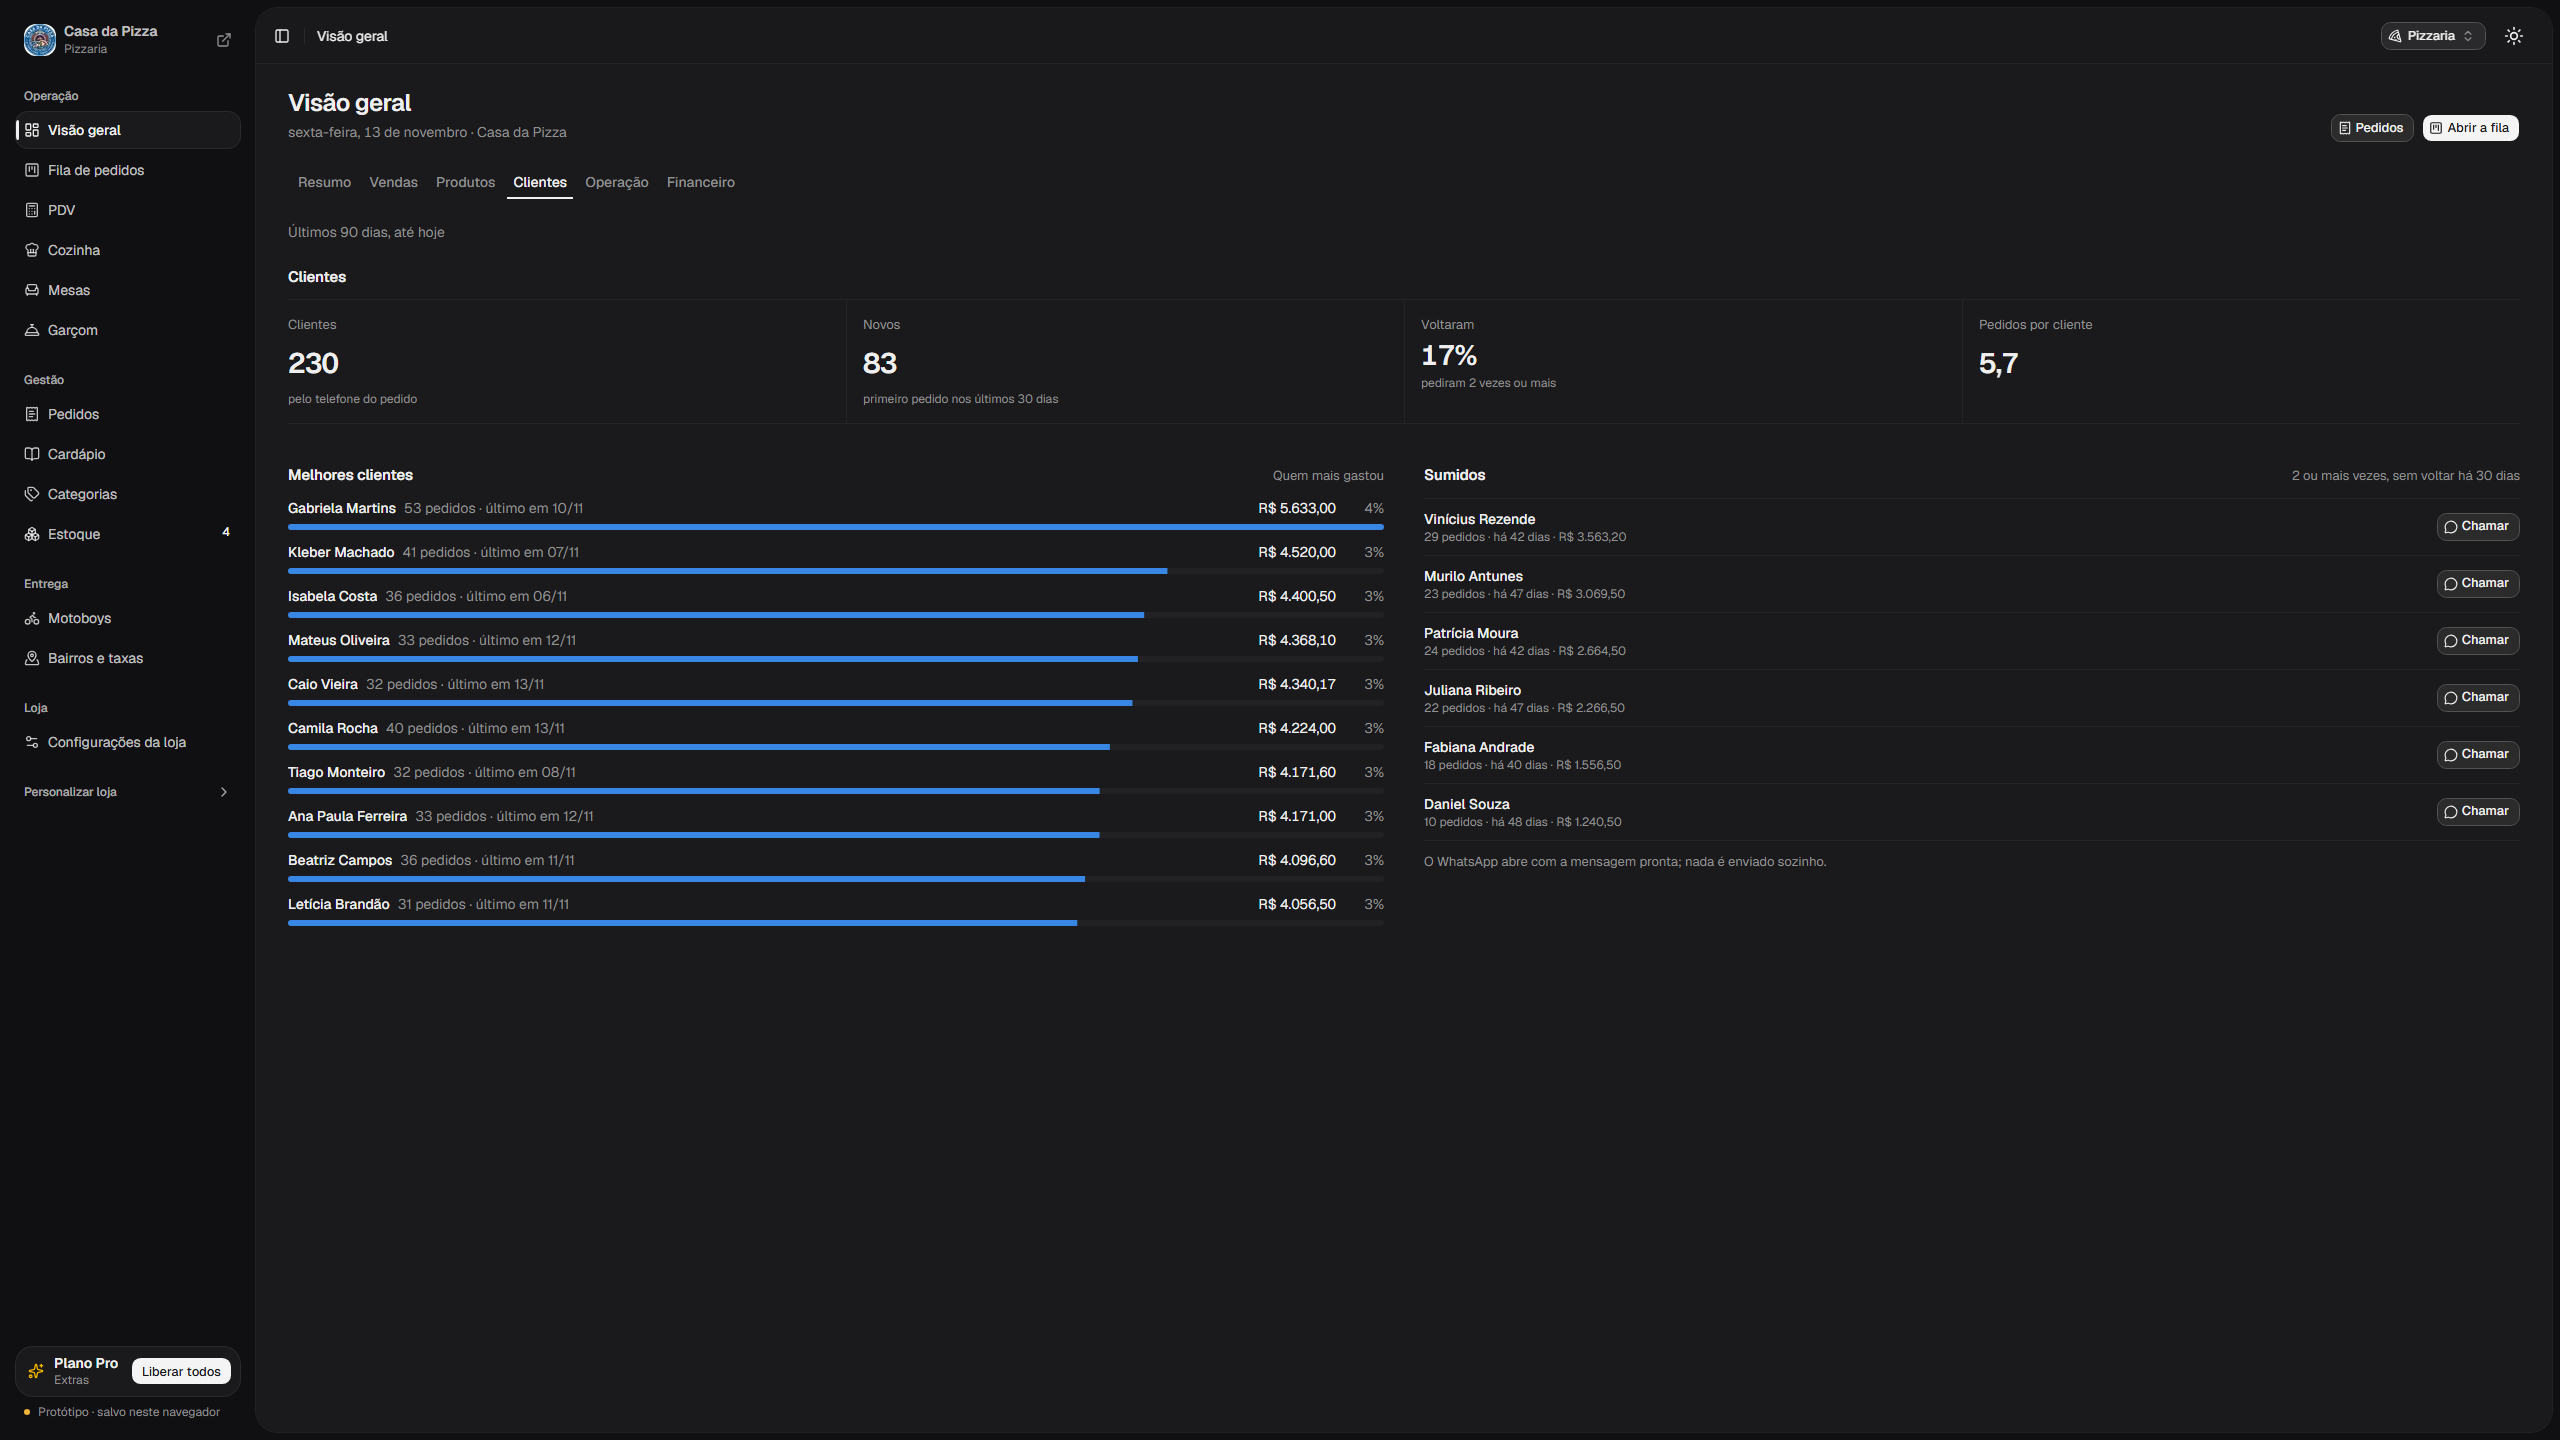 Casa da Pizza
Pizzaria
Operação
Visão geral
Fila de pedidos
PDV
Cozinha
Mesas
Garçom
Gestão
Pedidos
Cardápio
Categorias
Estoque 4
Entrega
Motoboys
Bairros e taxas
Loja
Configurações da loja
Personalizar loja
Plano Pro
Extras
Liberar todos
Protótipo · salvo neste navegador
Visão geral
Pizzaria
Visão geral
sexta-feira, 13 de novembro · Casa da Pizza
Pedidos
Abrir a fila
Resumo Vendas Produtos Clientes Operação Financeiro
Últimos 90 dias, até hoje
Clientes
Clientes
230
pelo telefone do pedido
Novos
83
primeiro pedido nos últimos 30 dias
Voltaram
17%
pediram 2 vezes ou mais
Pedidos por cliente
5,7
Melhores clientes Quem mais gastou
Gabriela Martins 53 pedidos · último em 10/11 R$ 5.633,00 4%
Kleber Machado 41 pedidos · último em 07/11 R$ 4.520,00 3%
Isabela Costa 36 pedidos · último em 06/11 R$ 4.400,50 3%
Mateus Oliveira 33 pedidos · último em 12/11 R$ 4.368,10 3%
Caio Vieira 32 pedidos · último em 13/11 R$ 4.340,17 3%
Camila Rocha 40 pedidos · último em 13/11 R$ 4.224,00 3%
Tiago Monteiro 32 pedidos · último em 08/11 R$ 4.171,60 3%
Ana Paula Ferreira 33 pedidos · último em 12/11 R$ 4.171,00 3%
Beatriz Campos 36 pedidos · último em 11/11 R$ 4.096,60 3%
Letícia Brandão 31 pedidos · último em 11/11 R$ 4.056,50 3%
Sumidos 2 ou mais vezes, sem voltar há 30 dias
Vinícius Rezende
29 pedidos · há 42 dias · R$ 3.563,20
Chamar
Murilo Antunes
23 pedidos · há 47 dias · R$ 3.069,50
Chamar
Patrícia Moura
24 pedidos · há 42 dias · R$ 2.664,50
Chamar
Juliana Ribeiro
22 pedidos · há 47 dias · R$ 2.266,50
Chamar
Fabiana Andrade
18 pedidos · há 40 dias · R$ 1.556,50
Chamar
Daniel Souza
10 pedidos · há 48 dias · R$ 1.240,50
Chamar
O WhatsApp abre com a mensagem pronta; nada é enviado sozinho.